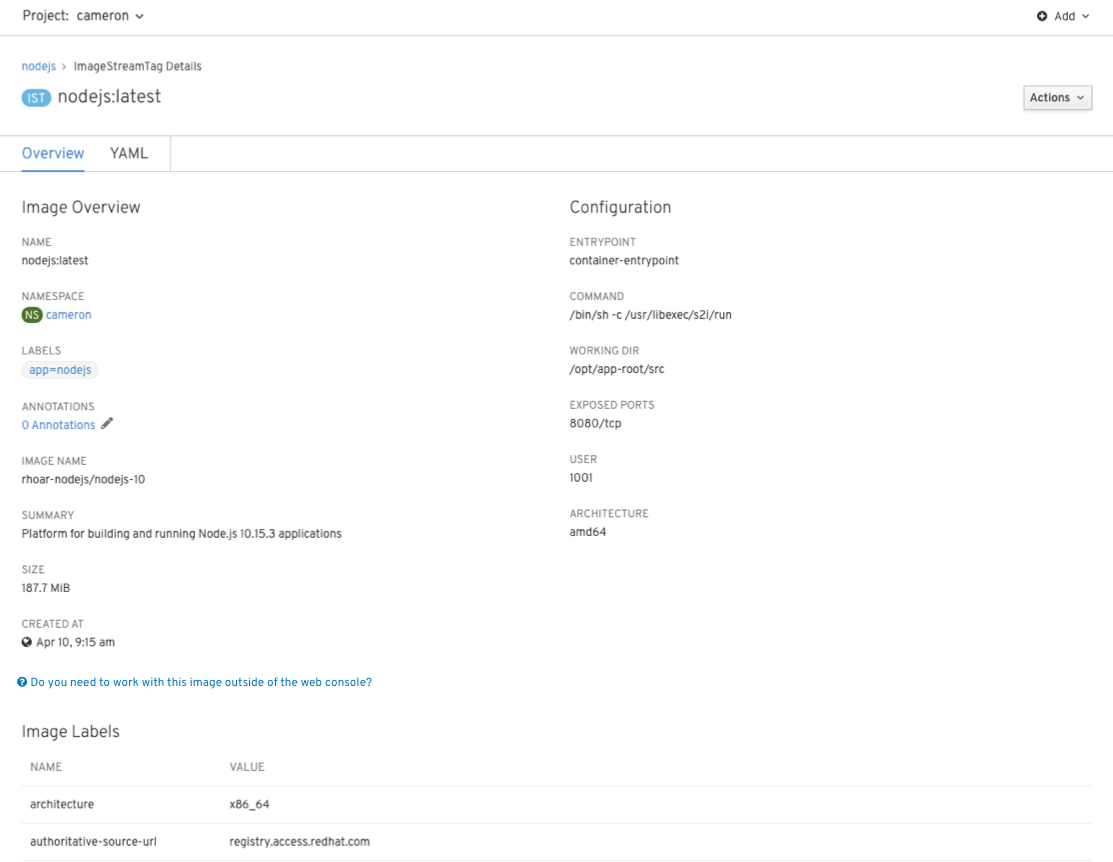 Project: cameron
Add
nodejs > ImageStreamTag Details
IST nodejs:latest
Actions
Overview YAML
Image Overview
NAME
nodejs:latest
NAMESPACE
NS cameron
LABELS
app=nodejs
ANNOTATIONS
0 Annotations
IMAGE NAME
rhoar-nodejs/nodejs-10
SUMMARY
Platform for building and running Node.js 10.15.3 applications
SIZE
187.7 MiB
CREATED AT
Apr 10, 9:15 am
Configuration
ENTRYPOINT
container-entrypoint
COMMAND
/bin/sh -c /usr/libexec/s2i/run
WORKING DIR
/opt/app-root/src
EXPOSED PORTS
8080/tcp
USER
1001
ARCHITECTURE
amd64
Do you need to work with this image outside of the web console?
Image Labels
NAME VALUE
architecture x86_64
authoritative-source-url registry.access.redhat.com